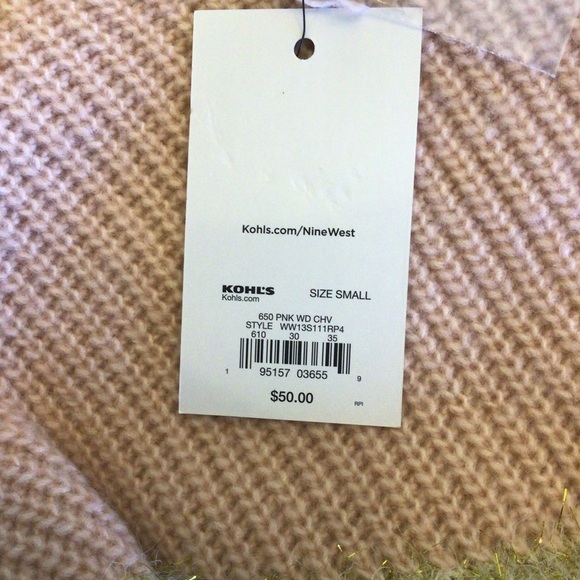 Kohls.com/NineWest
KOHL'S SIZE SMALL
Kohls.com
650 PNK WD CHV
STYLE WW13S111RP4
610 30 35
1 95157 03655 9
$50.00
RPI